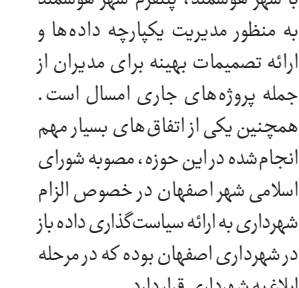 با شهر هوشمند، پلتفرم شهر هوشمند
به منظور مدیریت یکپارچه داده‌ها و
ارائه تصمیمات بهینه برای مدیران از
جمله پروژه‌های جاری امسال است.
همچنین یکی از اتفاق‌های بسیار مهم
انجام‌شده در این حوزه، مصوبه شورای
اسلامی شهر اصفهان در خصوص الزام
شهرداری به ارائه سیاست‌گذاری داده باز
در شهرداری اصفهان بوده که در مرحله
ابلاغ به شهرداری قرار دارد.